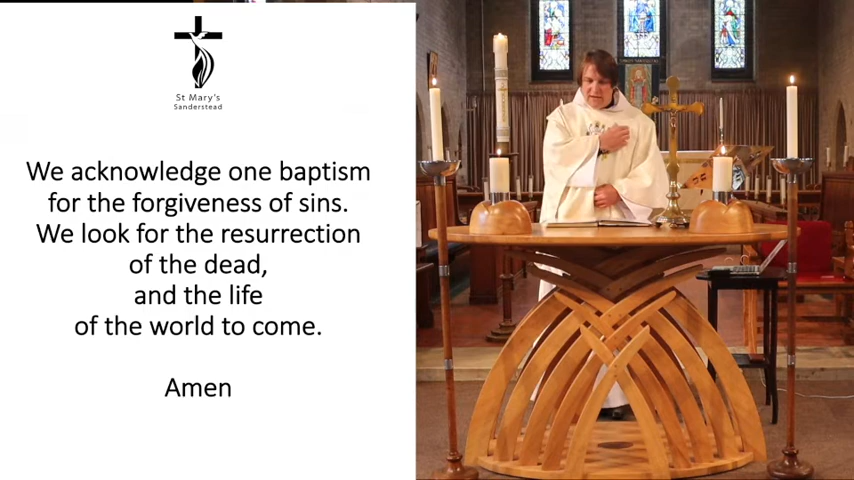 St Mary's
Sanderstead
We acknowledge one baptism
for the forgiveness of sins.
We look for the resurrection
of the dead,
and the life
of the world to come.
Amen